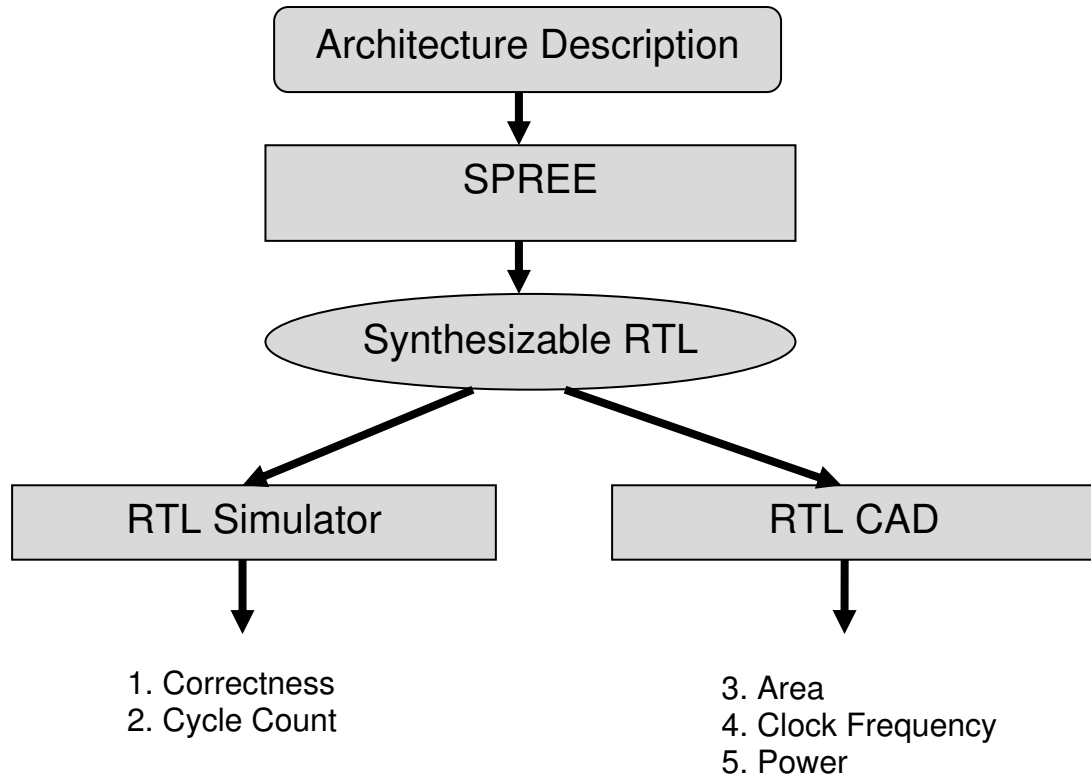 Architecture Description
SPREE
Synthesizable RTL
RTL Simulator
RTL CAD
1. Correctness
2. Cycle Count
3. Area
4. Clock Frequency
5. Power